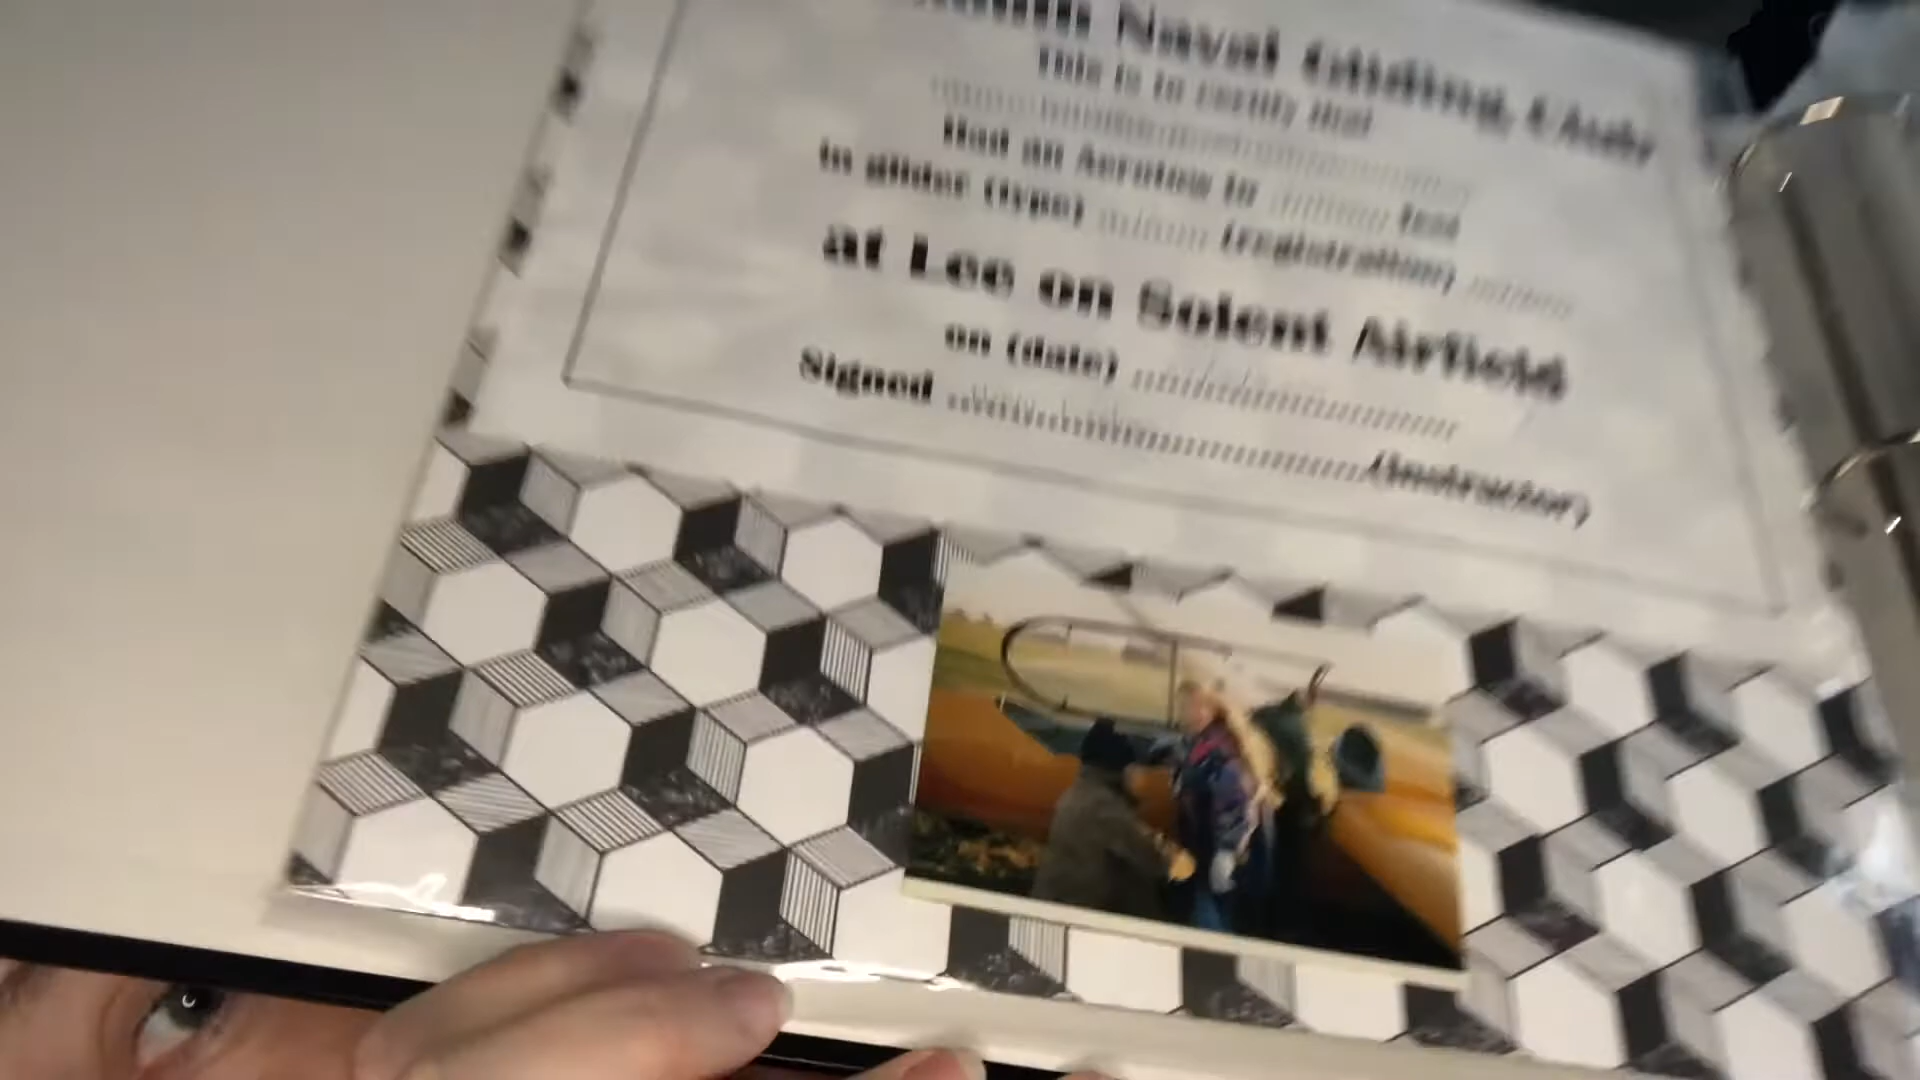 Naval Gliding Club
This is to certify that
Had an Aerotow to ............ feet
in glider (type) ............ (registration) ............
at Lee on Solent Airfield
on (date) ....................................
Signed ................................................(Instructor)